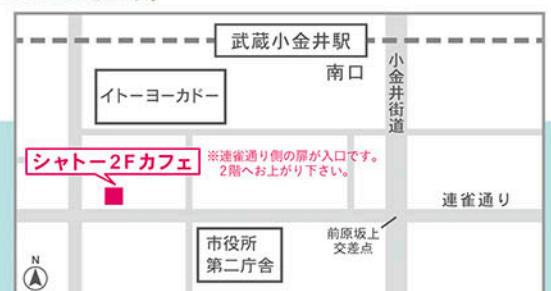 武蔵小金井駅
南口
小金井街道
イトーヨーカドー
シャトー2Fカフェ
※連雀通り側の扉が入口です。
2階へお上がり下さい。
連雀通り
前原坂上
交差点
市役所
第二庁舎
N